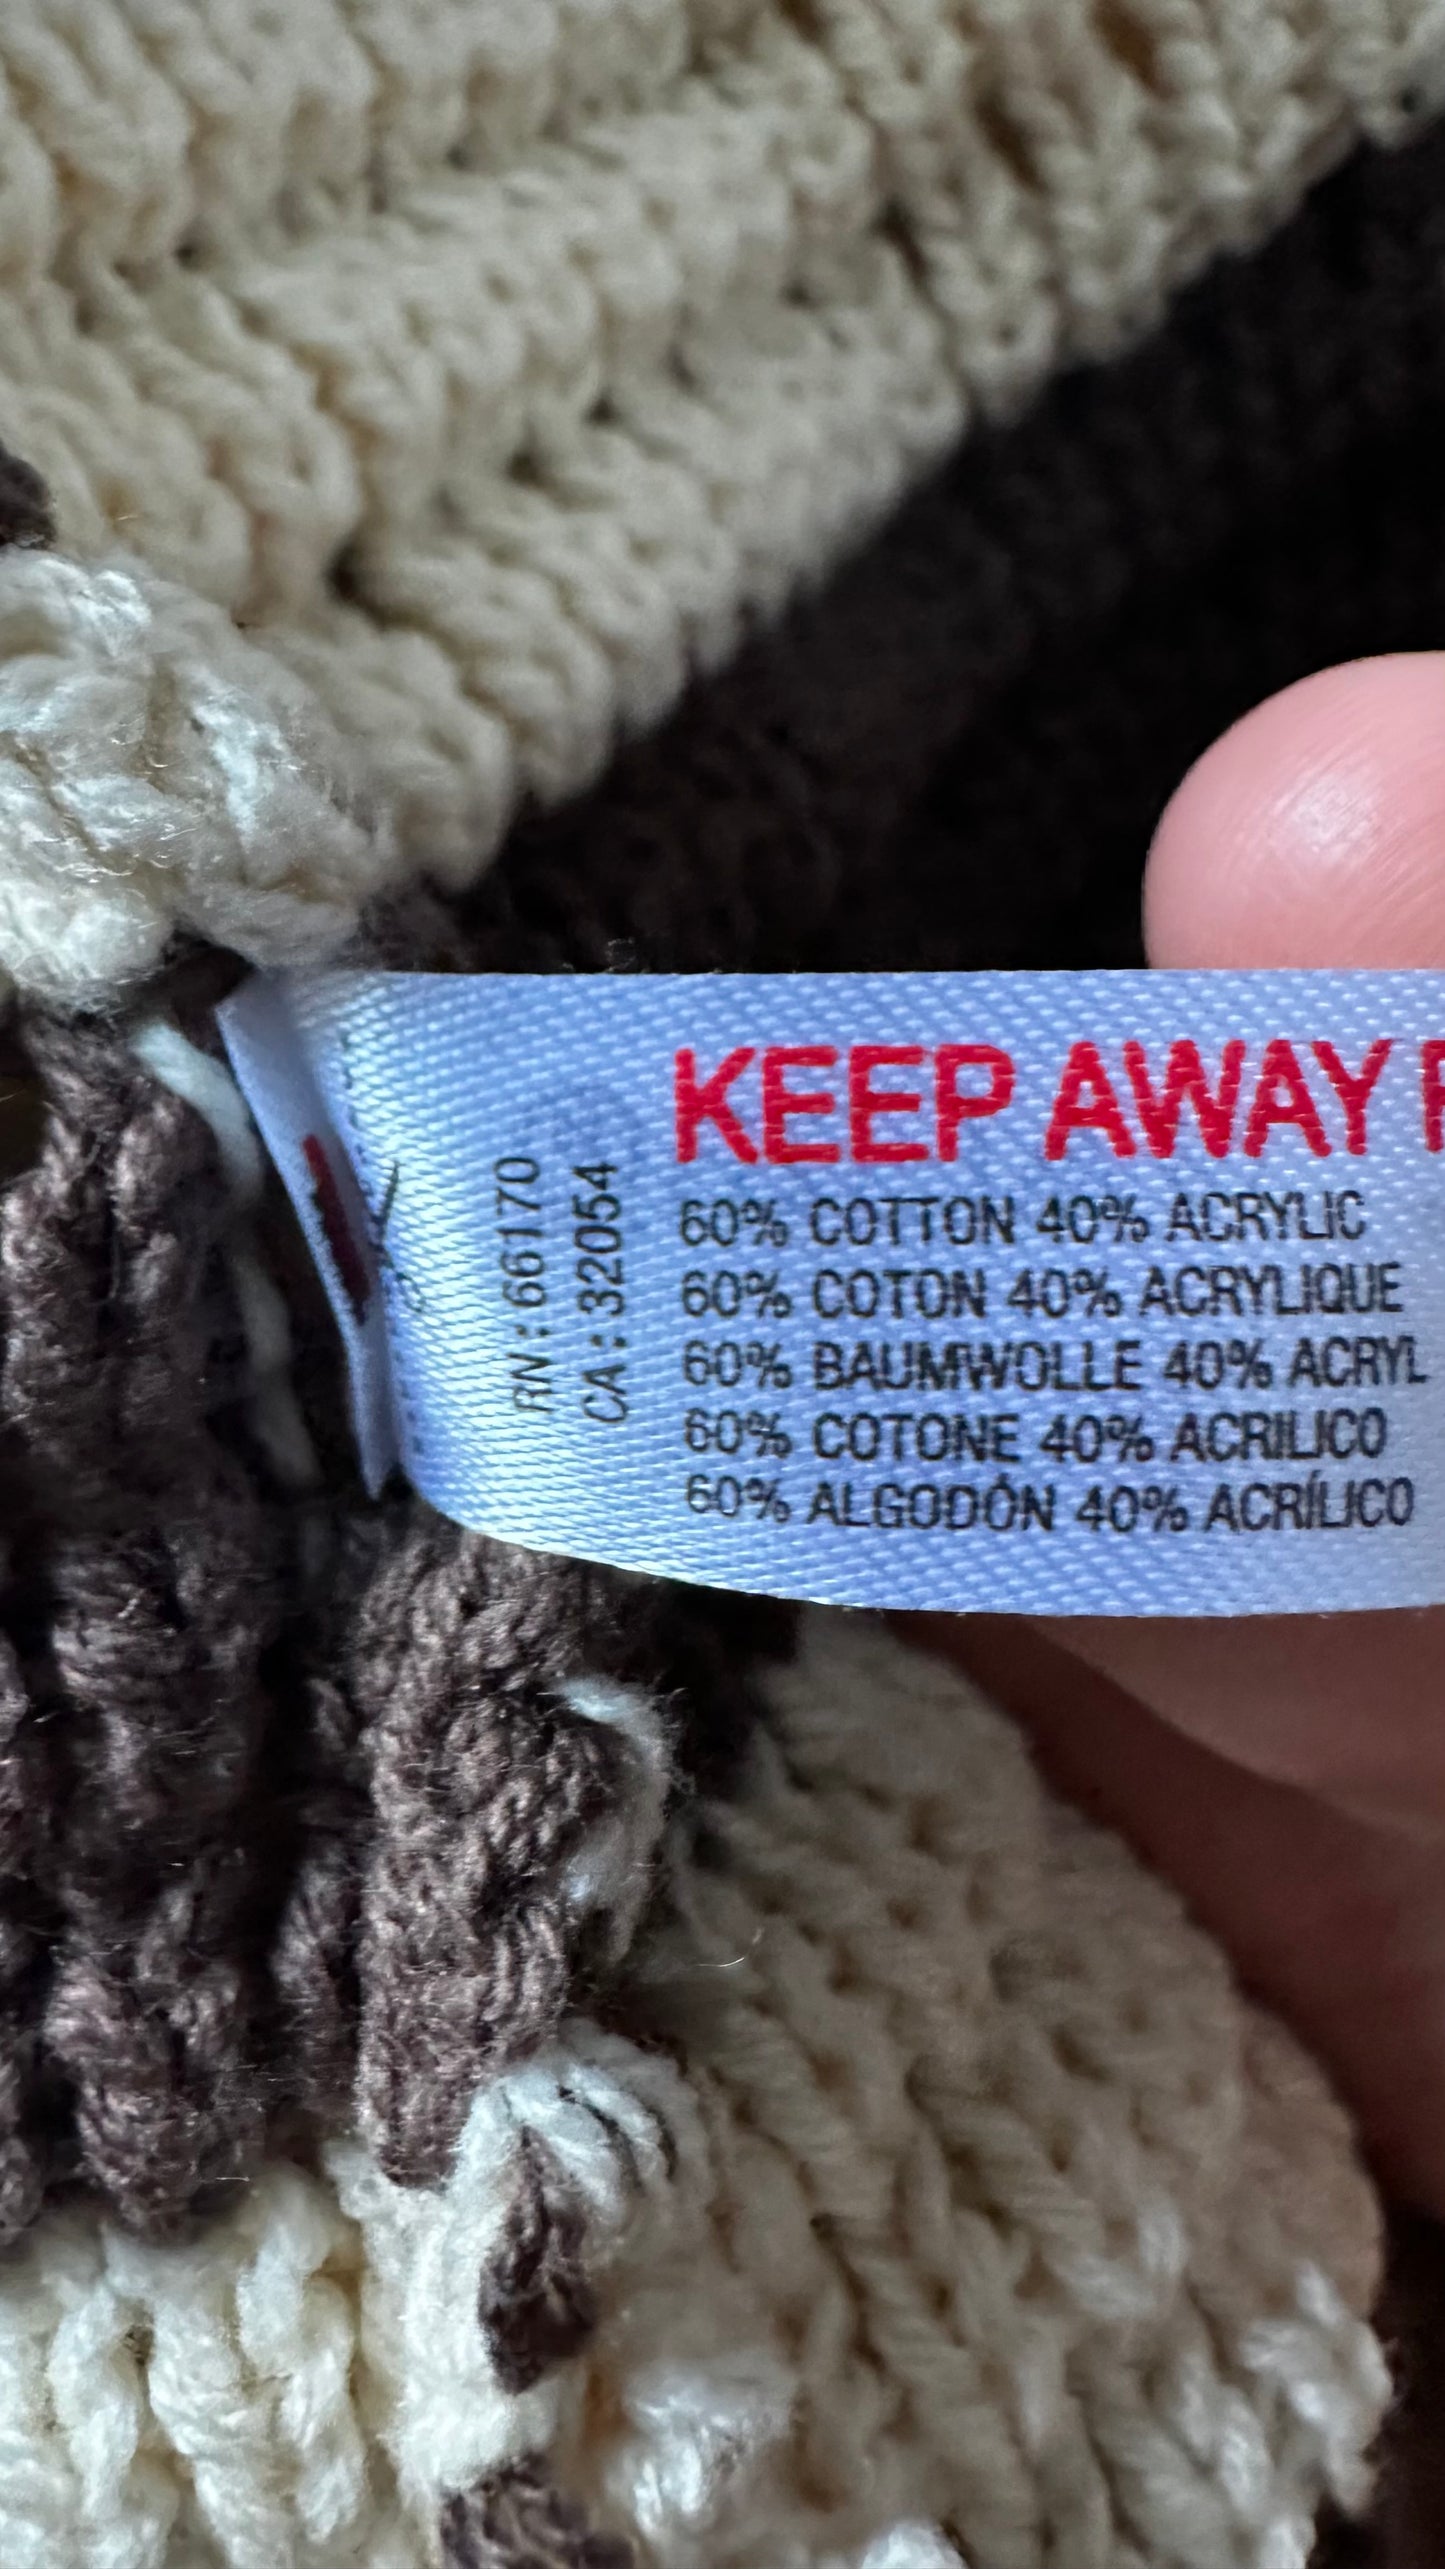 KEEP AWAY
60% COTTON 40% ACRYLIC
60% COTON 40% ACRYLIQUE
60% BAUMWOLLE 40% ACRYL
60% COTONE 40% ACRILICO
60% ALGODÓN 40% ACRÍLICO
RN:66170
CA:32054